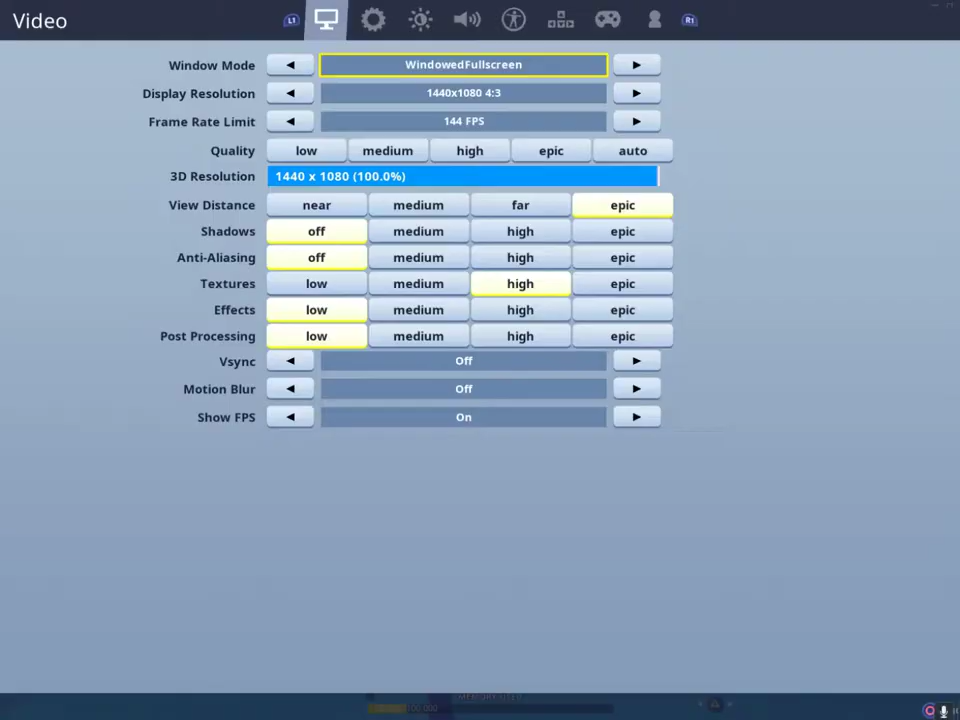 Video L1 R1
Window Mode ◄ WindowedFullscreen ►
Display Resolution ◄ 1440x1080 4:3 ►
Frame Rate Limit ◄ 144 FPS ►
Quality low medium high epic auto
3D Resolution 1440 x 1080 (100.0%)
View Distance near medium far epic
Shadows off medium high epic
Anti-Aliasing off medium high epic
Textures low medium high epic
Effects low medium high epic
Post Processing low medium high epic
Vsync ◄ Off ►
Motion Blur ◄ Off ►
Show FPS ◄ On ►